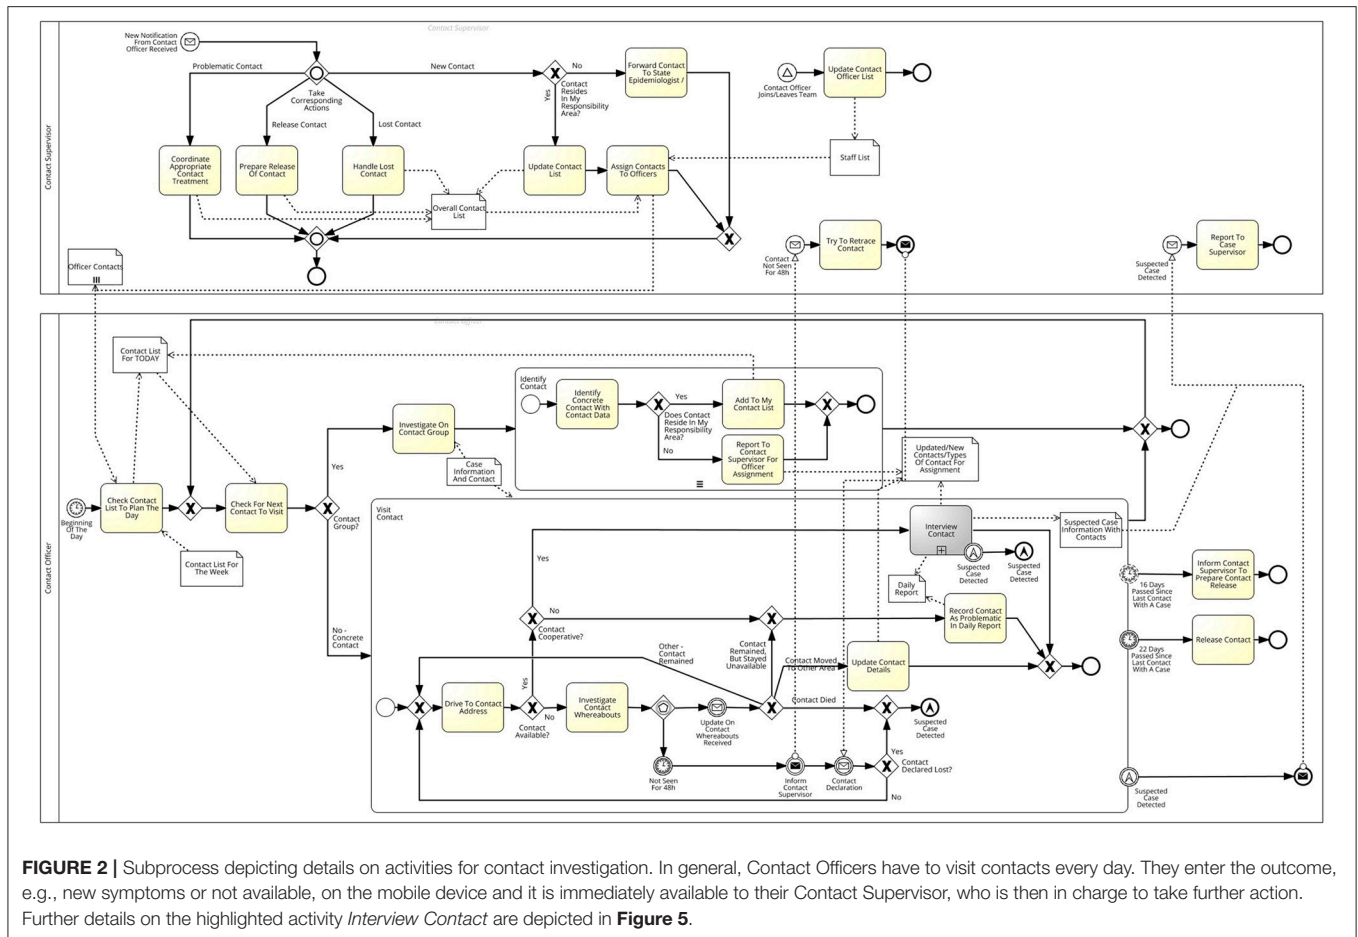 Contact Supervisor
New Notification
From Contact
Officer Received
Problematic Contact
New Contact
No
Forward Contact
To State
Epidemiologist /
Contact
Resides
In My
Responsibility
Area?
Yes
Take
Corresponding
Actions
Release Contact
Lost Contact
Contact Officer
Joins/Leaves Team
Update Contact
Officer List
Contact Supervisor
Coordinate
Appropriate
Contact
Treatment
Prepare Release
Of Contact
Handle Lost
Contact
Update Contact
List
Assign Contacts
To Officers
Staff List
Overall Contact
List
Officer Contacts
Contact
Not Seen
For 48h
Try To Retrace
Contact
Suspected
Case
Detected
Report To
Case
Supervisor
Contact Officer
Contact Officer
Contact List
For TODAY
Identify
Contact
Identify
Concrete
Contact With
Contact Data
Yes
Does Contact
Reside In My
Responsibility
Area?
No
Add To My
Contact List
Report To
Contact
Supervisor For
Officer
Assignment
Investigate On
Contact Group
Case
Information
And Contact
Updated/New
Contacts/Types
Of Contact For
Assignment
Yes
Beginning
Of The
Day
Check Contact
List To Plan The
Day
Check For Next
Contact To Visit
Contact
Group?
Contact List For
The Week
No -
Concrete
Contact
Visit
Contact
Yes
Interview
Contact
Suspected
Case
Detected
Suspected
Case
Detected
Suspected Case
Information With
Contacts
Daily
Report
Record Contact
As Problematic
In Daily Report
No
Contact
Cooperative?
Other -
Contact
Remained
Contact
Remained,
But Stayed
Unavailable
Contact Moved
To Other Area
Update Contact
Details
Yes
Drive To Contact
Address
Contact
Available?
No
Investigate
Contact
Whereabouts
Update On
Contact
Whereabouts
Received
Contact Died
Suspected
Case
Detected
Not Seen
For 48h
Inform
Contact
Supervisor
Contact
Declaration
Yes
Contact
Declared Lost?
No
16 Days
Passed Since
Last Contact
With A Case
Inform Contact
Supervisor To
Prepare Contact
Release
22 Days
Passed Since
Last Contact
With A Case
Release Contact
Suspected
Case
Detected
FIGURE 2 | Subprocess depicting details on activities for contact investigation. In general, Contact Officers have to visit contacts every day. They enter the outcome,
e.g., new symptoms or not available, on the mobile device and it is immediately available to their Contact Supervisor, who is then in charge to take further action.
Further details on the highlighted activity Interview Contact are depicted in Figure 5.